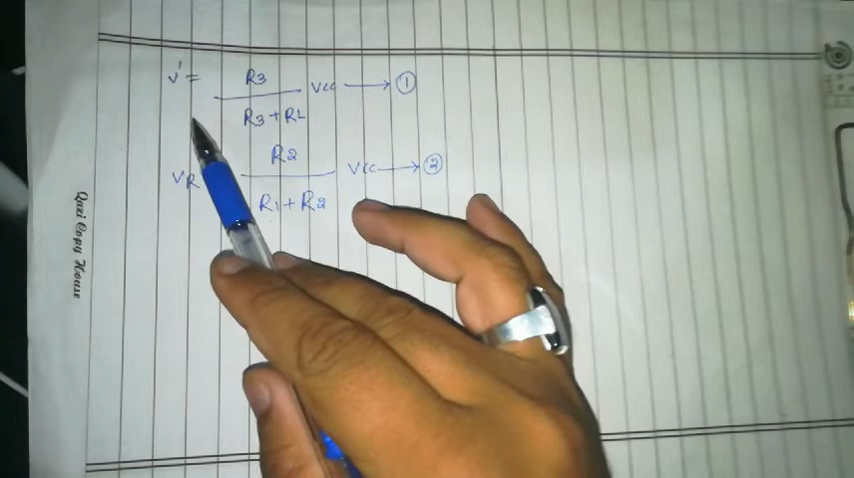 V' = R3 / R3 + RL Vcc → ①
VR R2 / R1 + R2 Vcc → ②
Qazi Copy House